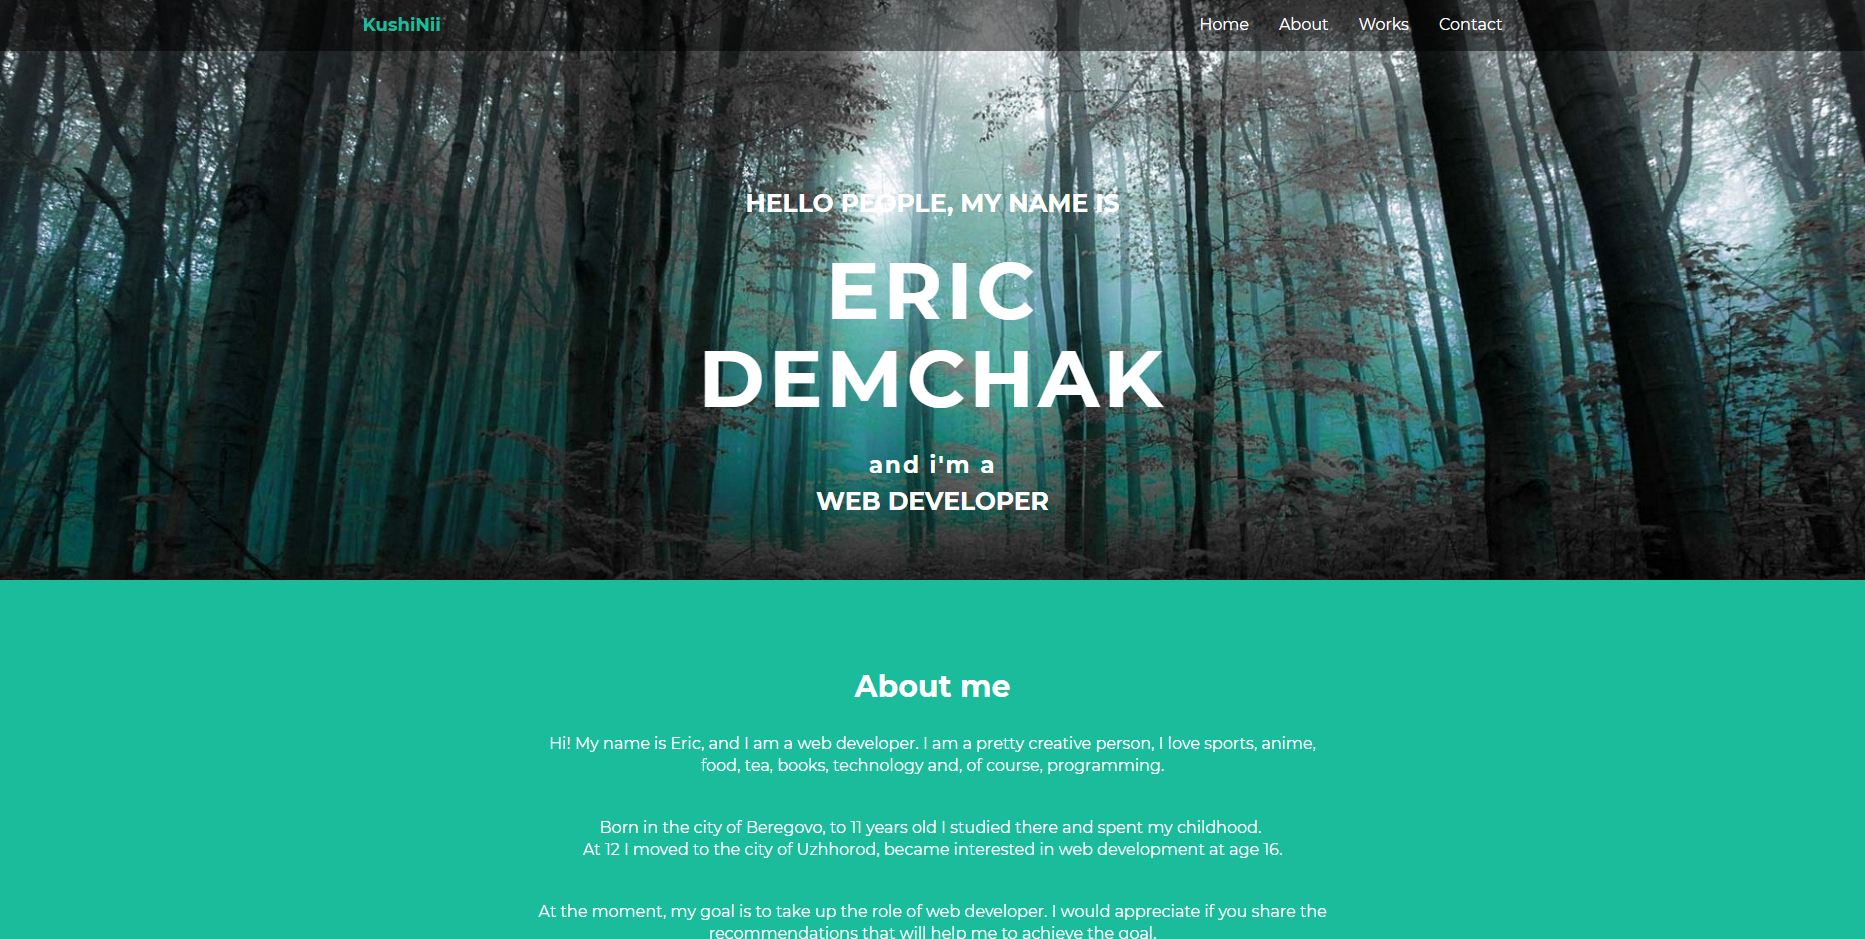 KushiNii
Home About Works Contact
HELLO PEOPLE, MY NAME IS
ERIC
DEMCHAK
and i'm a
WEB DEVELOPER
About me
Hi! My name is Eric, and I am a web developer. I am a pretty creative person, I love sports, anime,
food, tea, books, technology and, of course, programming.
Born in the city of Beregovo, to 11 years old I studied there and spent my childhood.
At 12 I moved to the city of Uzhhorod, became interested in web development at age 16.
At the moment, my goal is to take up the role of web developer. I would appreciate if you share the
recommendations that will help me to achieve the goal.